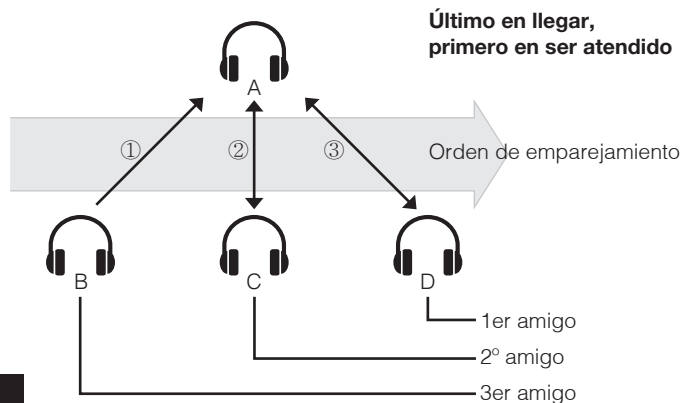 Último en llegar,
primero en ser atendido
A
① ② ③ Orden de emparejamiento
B C D
1er amigo
2º amigo
3er amigo